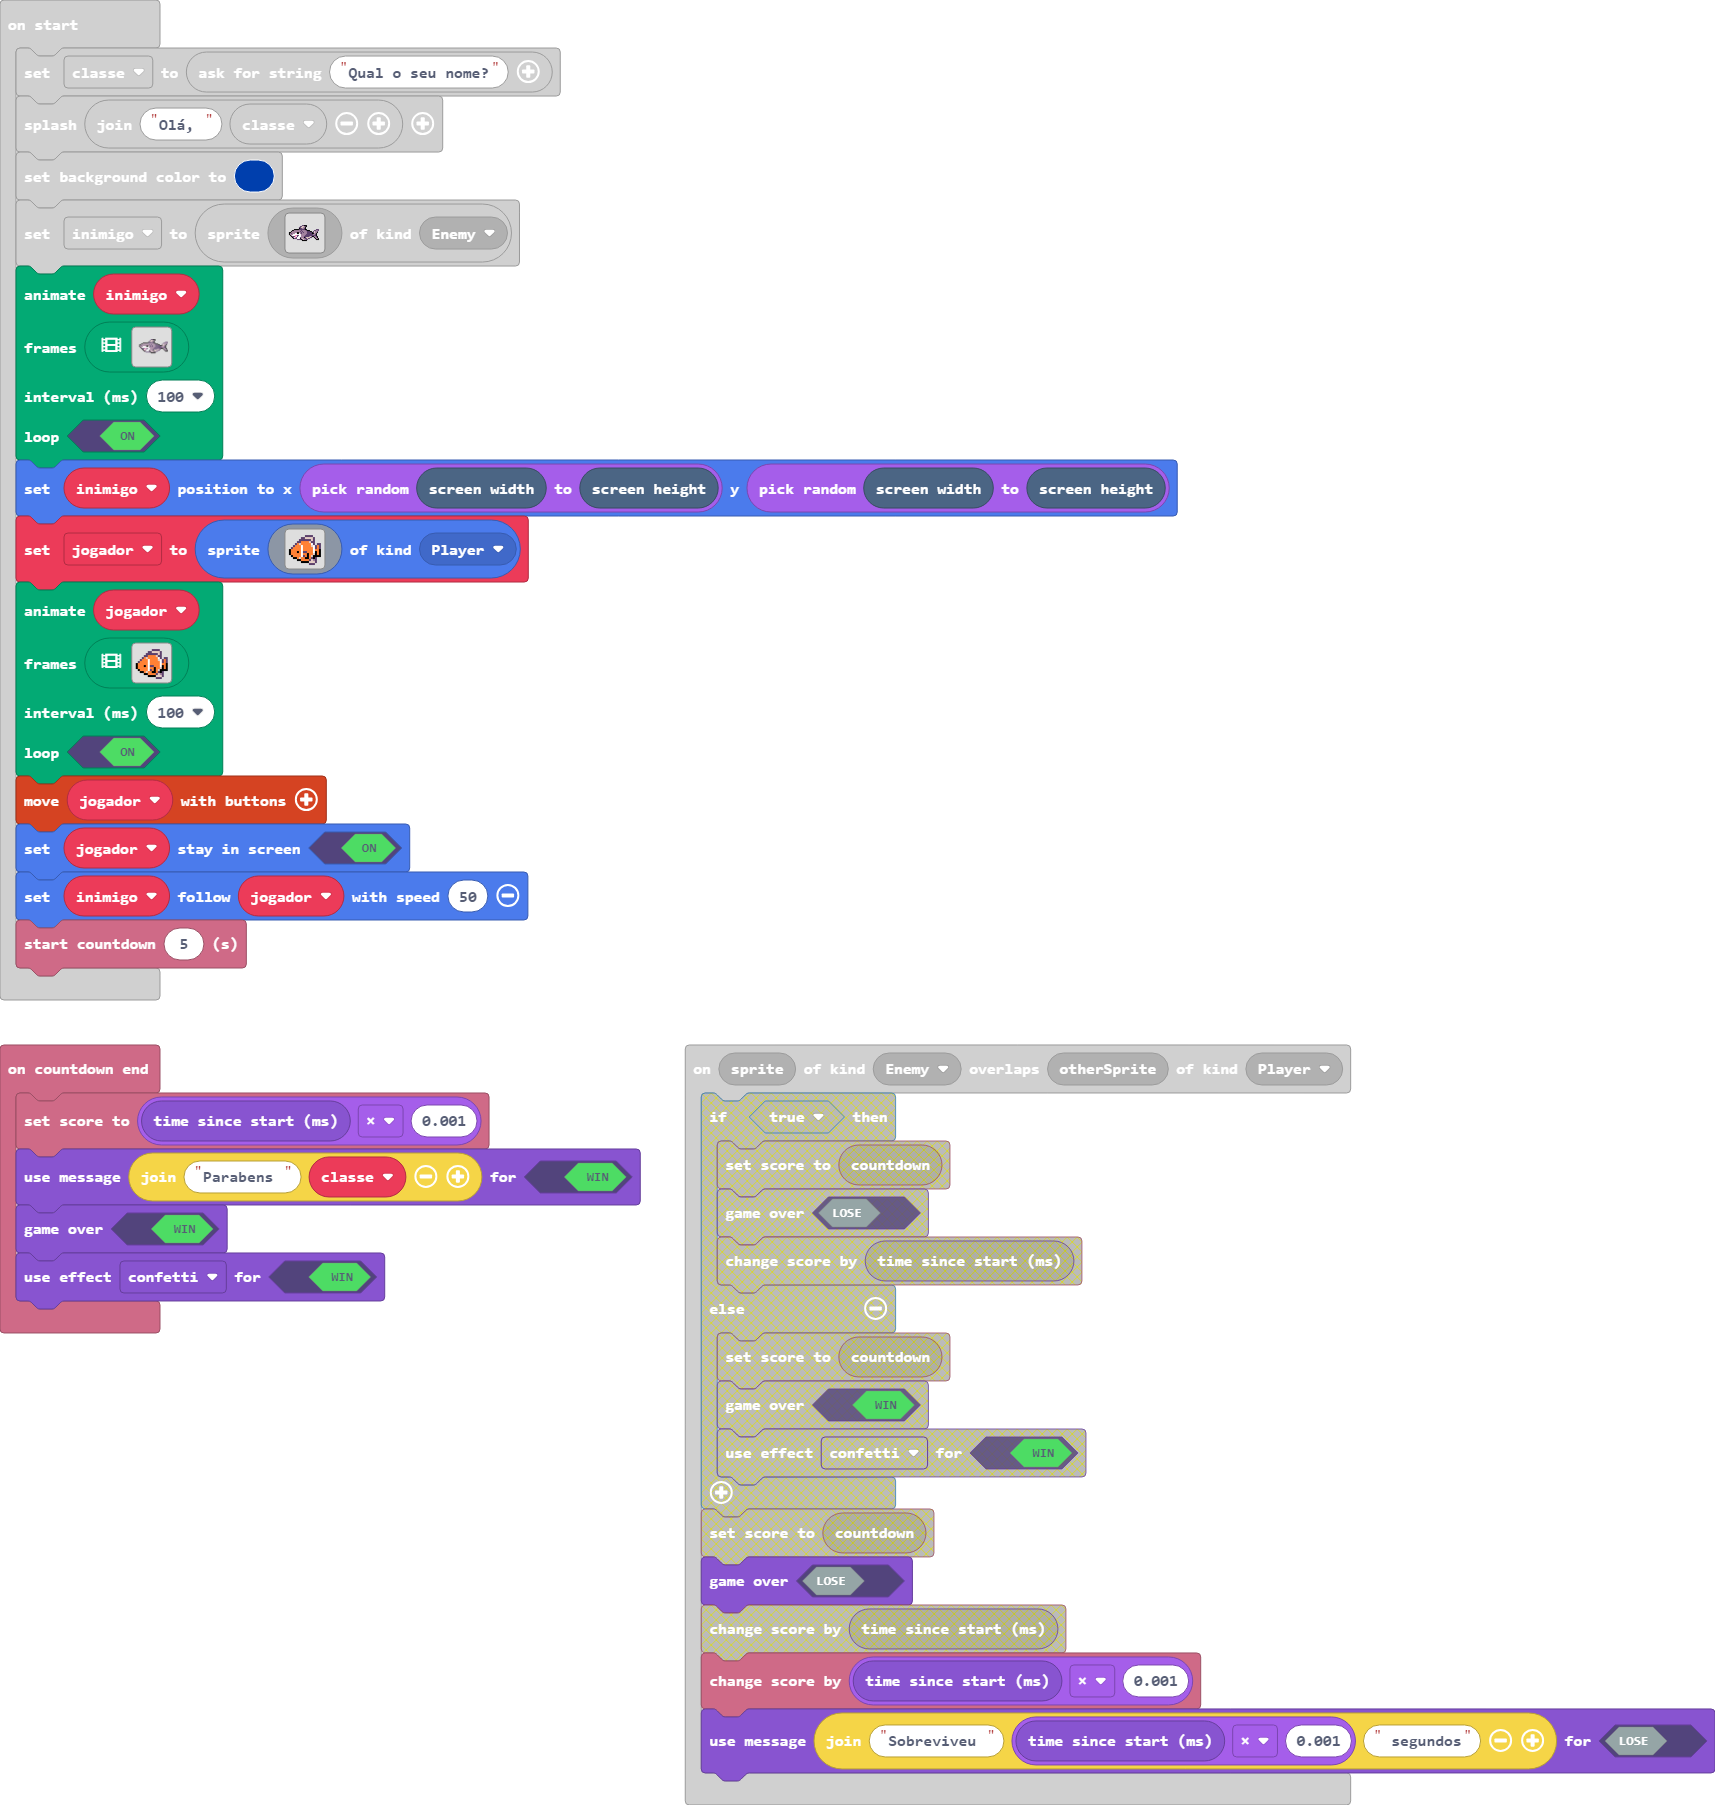 on start
set classe to ask for string "Qual o seu nome?"
splash join "Olá, " classe
set background color to
set inimigo to sprite of kind Enemy
animate inimigo
frames
interval (ms) 100
loop ON
set inimigo position to x pick random screen width to screen height y pick random screen width to screen height
set jogador to sprite of kind Player
animate jogador
frames
interval (ms) 100
loop ON
move jogador with buttons
set jogador stay in screen ON
set inimigo follow jogador with speed 50
start countdown 5 (s)
on countdown end
set score to time since start (ms) × 0.001
use message join "Parabens " classe for WIN
game over WIN
use effect confetti for WIN
on sprite of kind Enemy overlaps otherSprite of kind Player
if true then
set score to countdown
game over LOSE
change score by time since start (ms)
else
set score to countdown
game over WIN
use effect confetti for WIN
set score to countdown
game over LOSE
change score by time since start (ms)
change score by time since start (ms) × 0.001
use message join "Sobreviveu " time since start (ms) × 0.001 " segundos" for LOSE